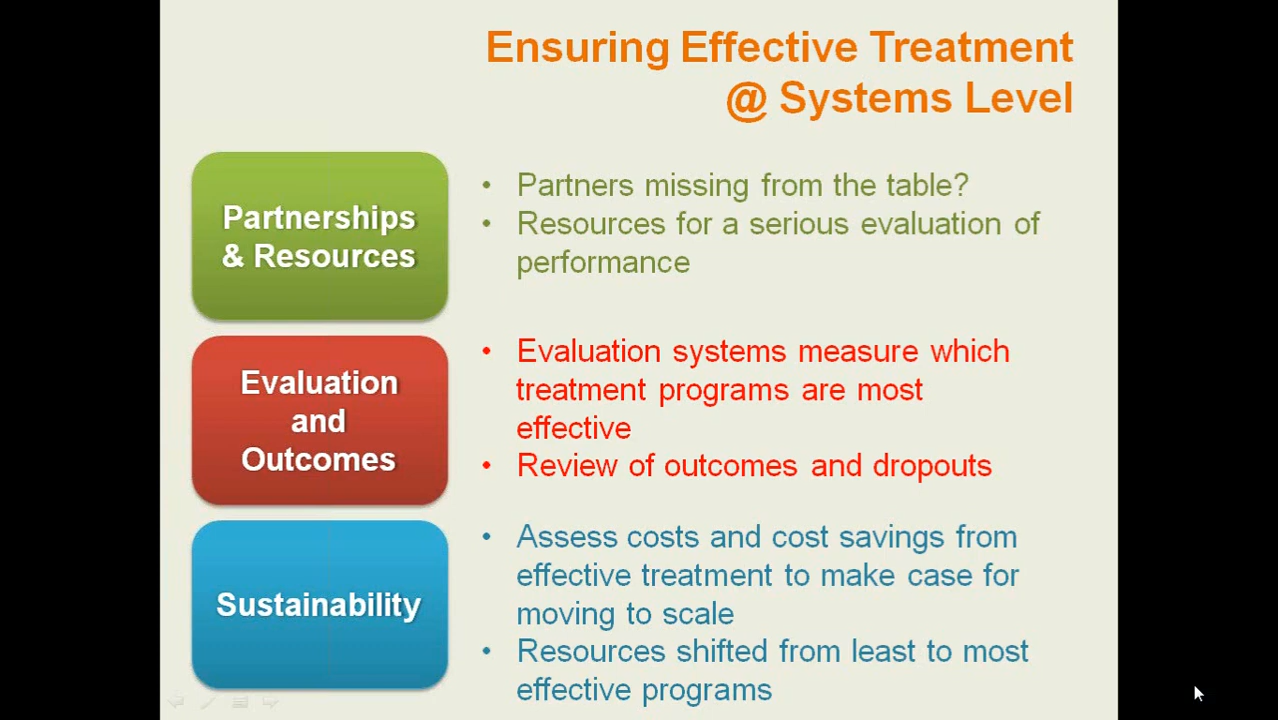 Ensuring Effective Treatment
@ Systems Level
Partnerships
& Resources
• Partners missing from the table?
• Resources for a serious evaluation of
performance
Evaluation
and
Outcomes
• Evaluation systems measure which
treatment programs are most
effective
• Review of outcomes and dropouts
Sustainability
• Assess costs and cost savings from
effective treatment to make case for
moving to scale
• Resources shifted from least to most
effective programs